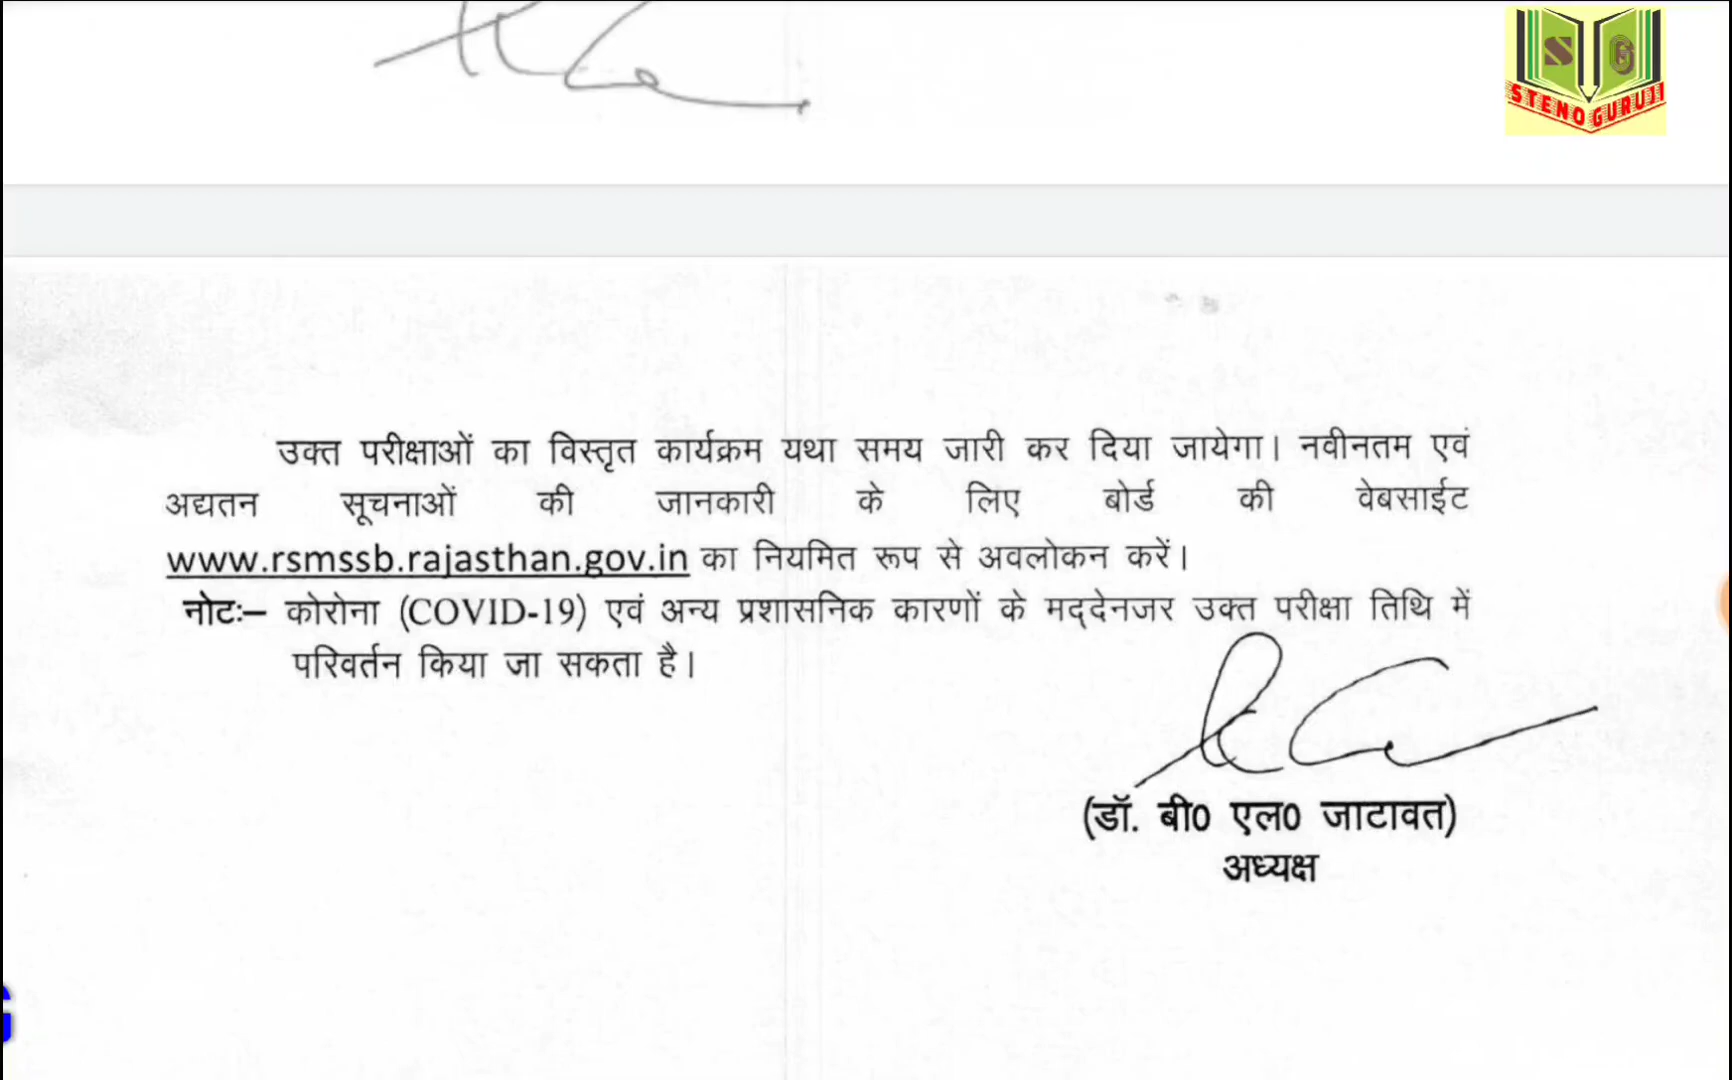 S G
STENO GURUJI
उक्त परीक्षाओं का विस्तृत कार्यक्रम यथा समय जारी कर दिया जायेगा। नवीनतम एवं
अद्यतन सूचनाओं की जानकारी के लिए बोर्ड की वेबसाईट
www.rsmssb.rajasthan.gov.in का नियमित रूप से अवलोकन करें।
नोटः– कोरोना (COVID-19) एवं अन्य प्रशासनिक कारणों के मद्देनजर उक्त परीक्षा तिथि में
परिवर्तन किया जा सकता है।
(डॉ. बी0 एल0 जाटावत)
अध्यक्ष